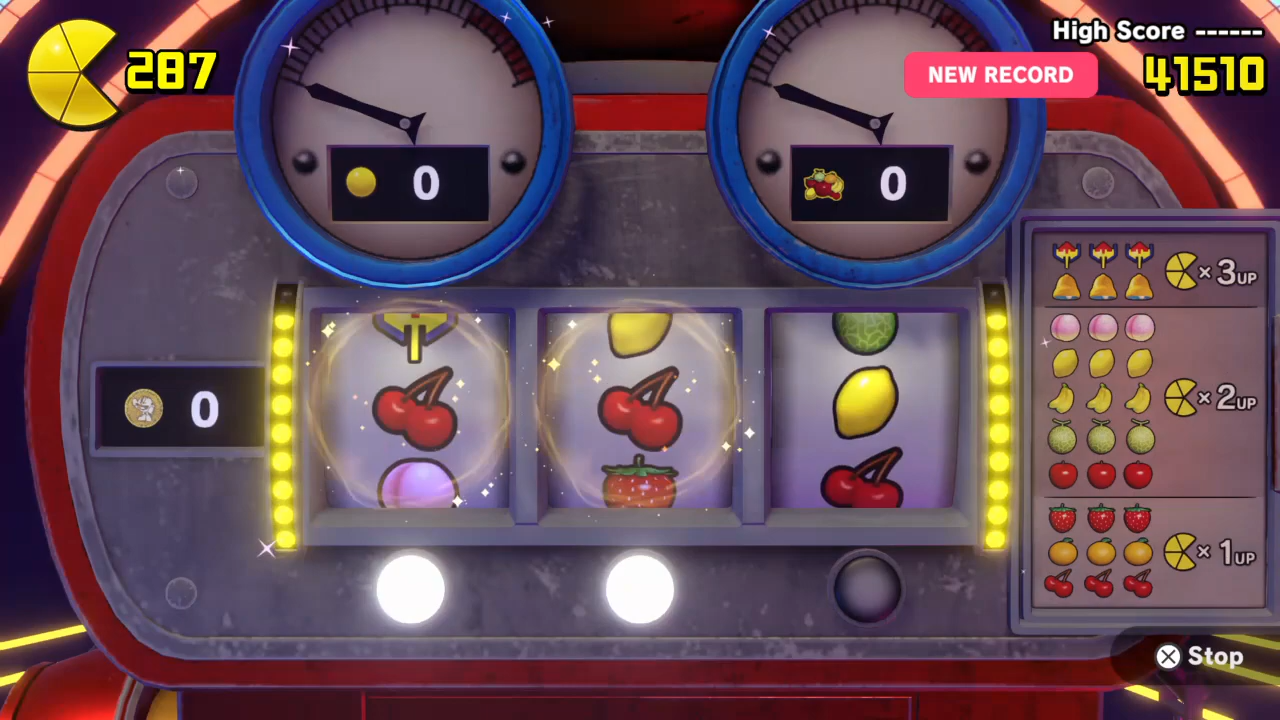 High Score ------
287
NEW RECORD
41510
0
0
× 3UP
× 2UP
0
× 1UP
Stop